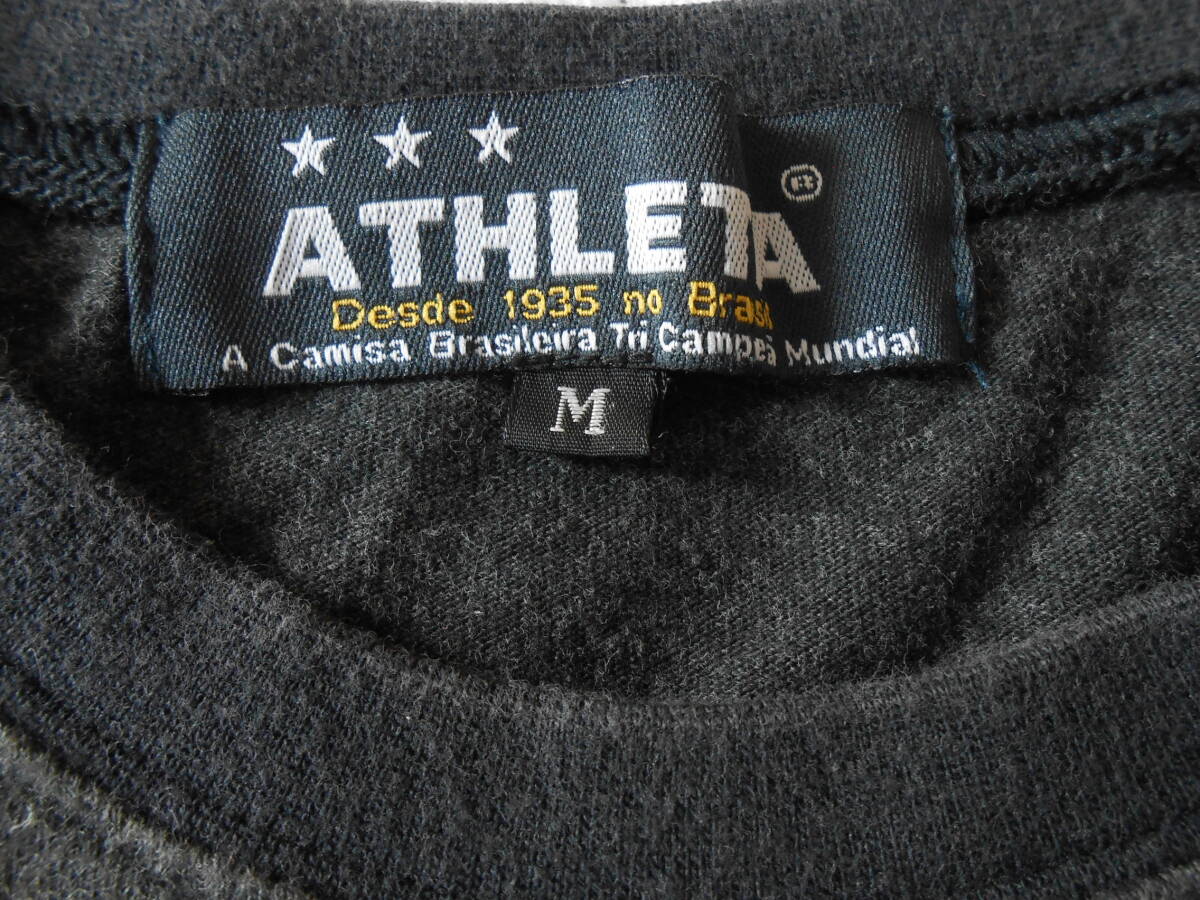 ATHLETA ®
Desde 1935 no Brasil
A Camisa Brasileira Tri Campeã Mundial
M